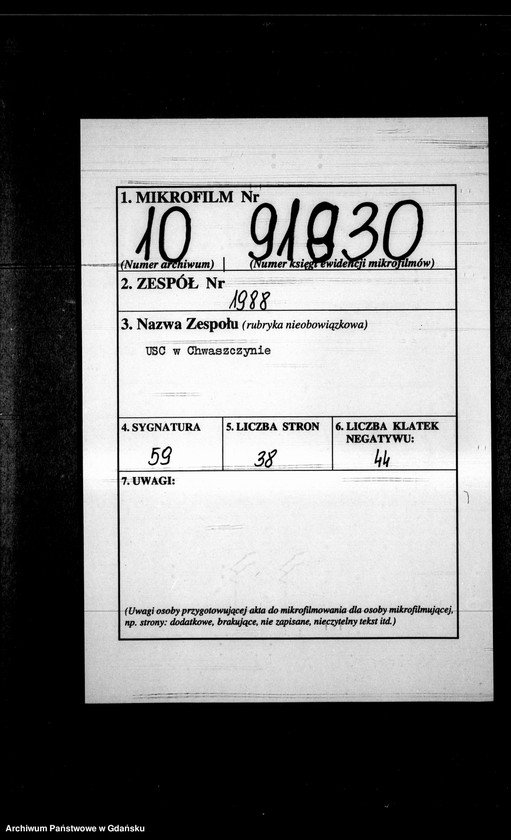 1. MIKROFILM Nr
10 91830
(Numer archiwum) (Numer księgi ewidencji mikrofilmów)
2. ZESPÓŁ Nr
1988
3. Nazwa Zespołu (rubryka nieobowiązkowa)
USC w Chwaszczynie
4. SYGNATURA
59
5. LICZBA STRON
38
6. LICZBA KLATEK
NEGATYWU:
44
7. UWAGI:
(Uwagi osoby przygotowującej akta do mikrofilmowania dla osoby mikrofilmującej,
np. strony: dodatkowe, brakujące, nie zapisane, nieczytelny tekst itd.)
Archiwum Państwowe w Gdańsku